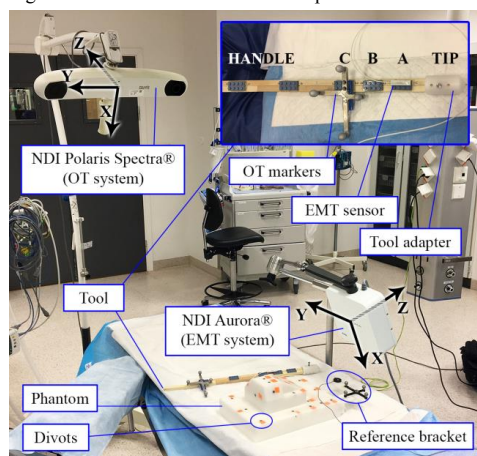 Z
HANDLE C B A TIP
Y
X
NDI Polaris Spectra®
(OT system)
OT markers
EMT sensor
Tool adapter
Tool
NDI Aurora®
(EMT system)
Y
Z
X
Phantom
Divots
Reference bracket